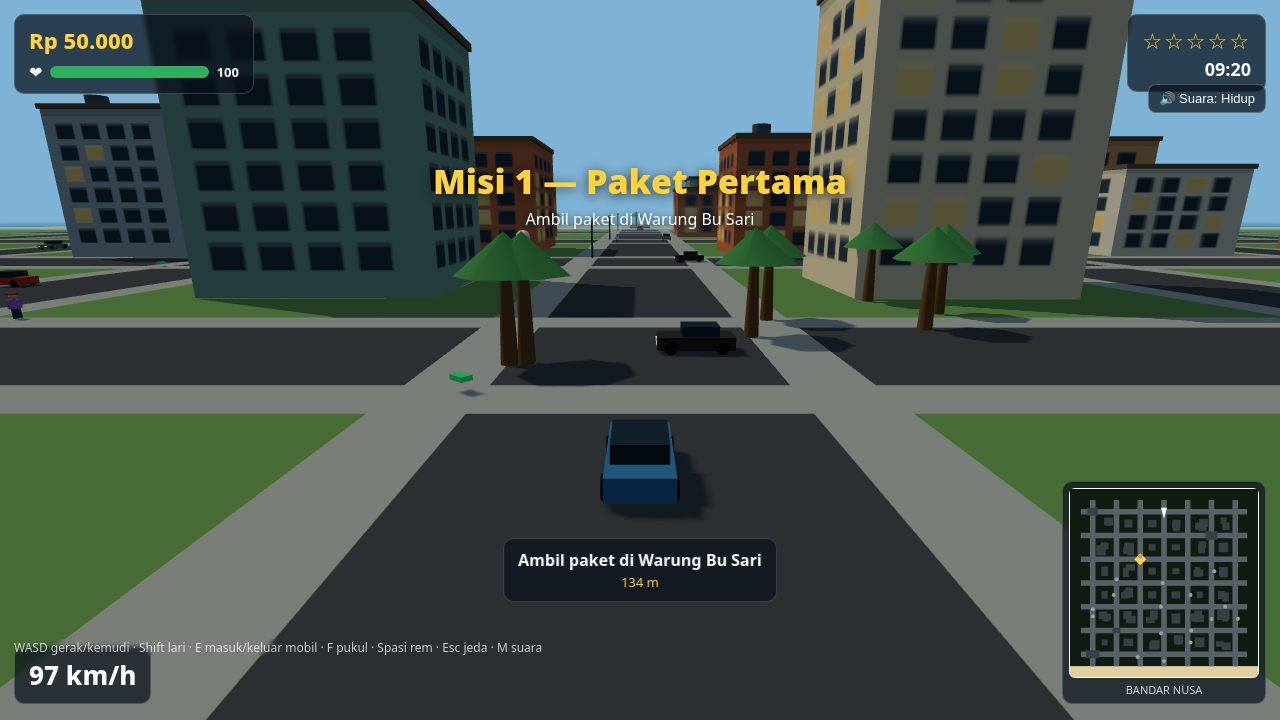 Rp 50.000
❤ 100
☆☆☆☆☆
09:20
🔊 Suara: Hidup
Misi 1 — Paket Pertama
Ambil paket di Warung Bu Sari
Ambil paket di Warung Bu Sari
134 m
WASD gerak/kemudi · Shift lari · E masuk/keluar mobil · F pukul · Spasi rem · Esc jeda · M suara
97 km/h
BANDAR NUSA